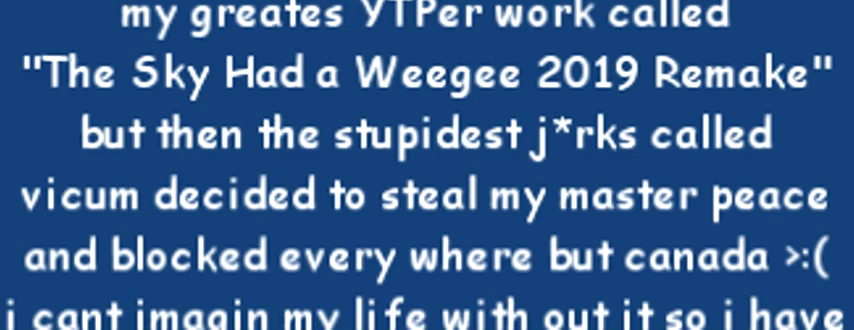 my greates YTPer work called
"The Sky Had a Weegee 2019 Remake"
but then the stupidest j*rks called
vicum decided to steal my master peace
and blocked every where but canada >:(
i cant imagin my life with out it so i have